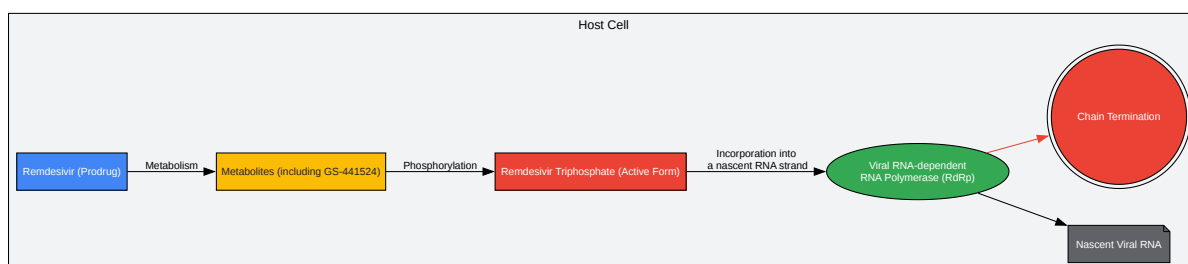 Host Cell
Remdesivir (Prodrug)
Metabolism
Metabolites (including GS-441524)
Phosphorylation
Remdesivir Triphosphate (Active Form)
Incorporation into
a nascent RNA strand
Viral RNA-dependent
RNA Polymerase (RdRp)
Chain Termination
Nascent Viral RNA